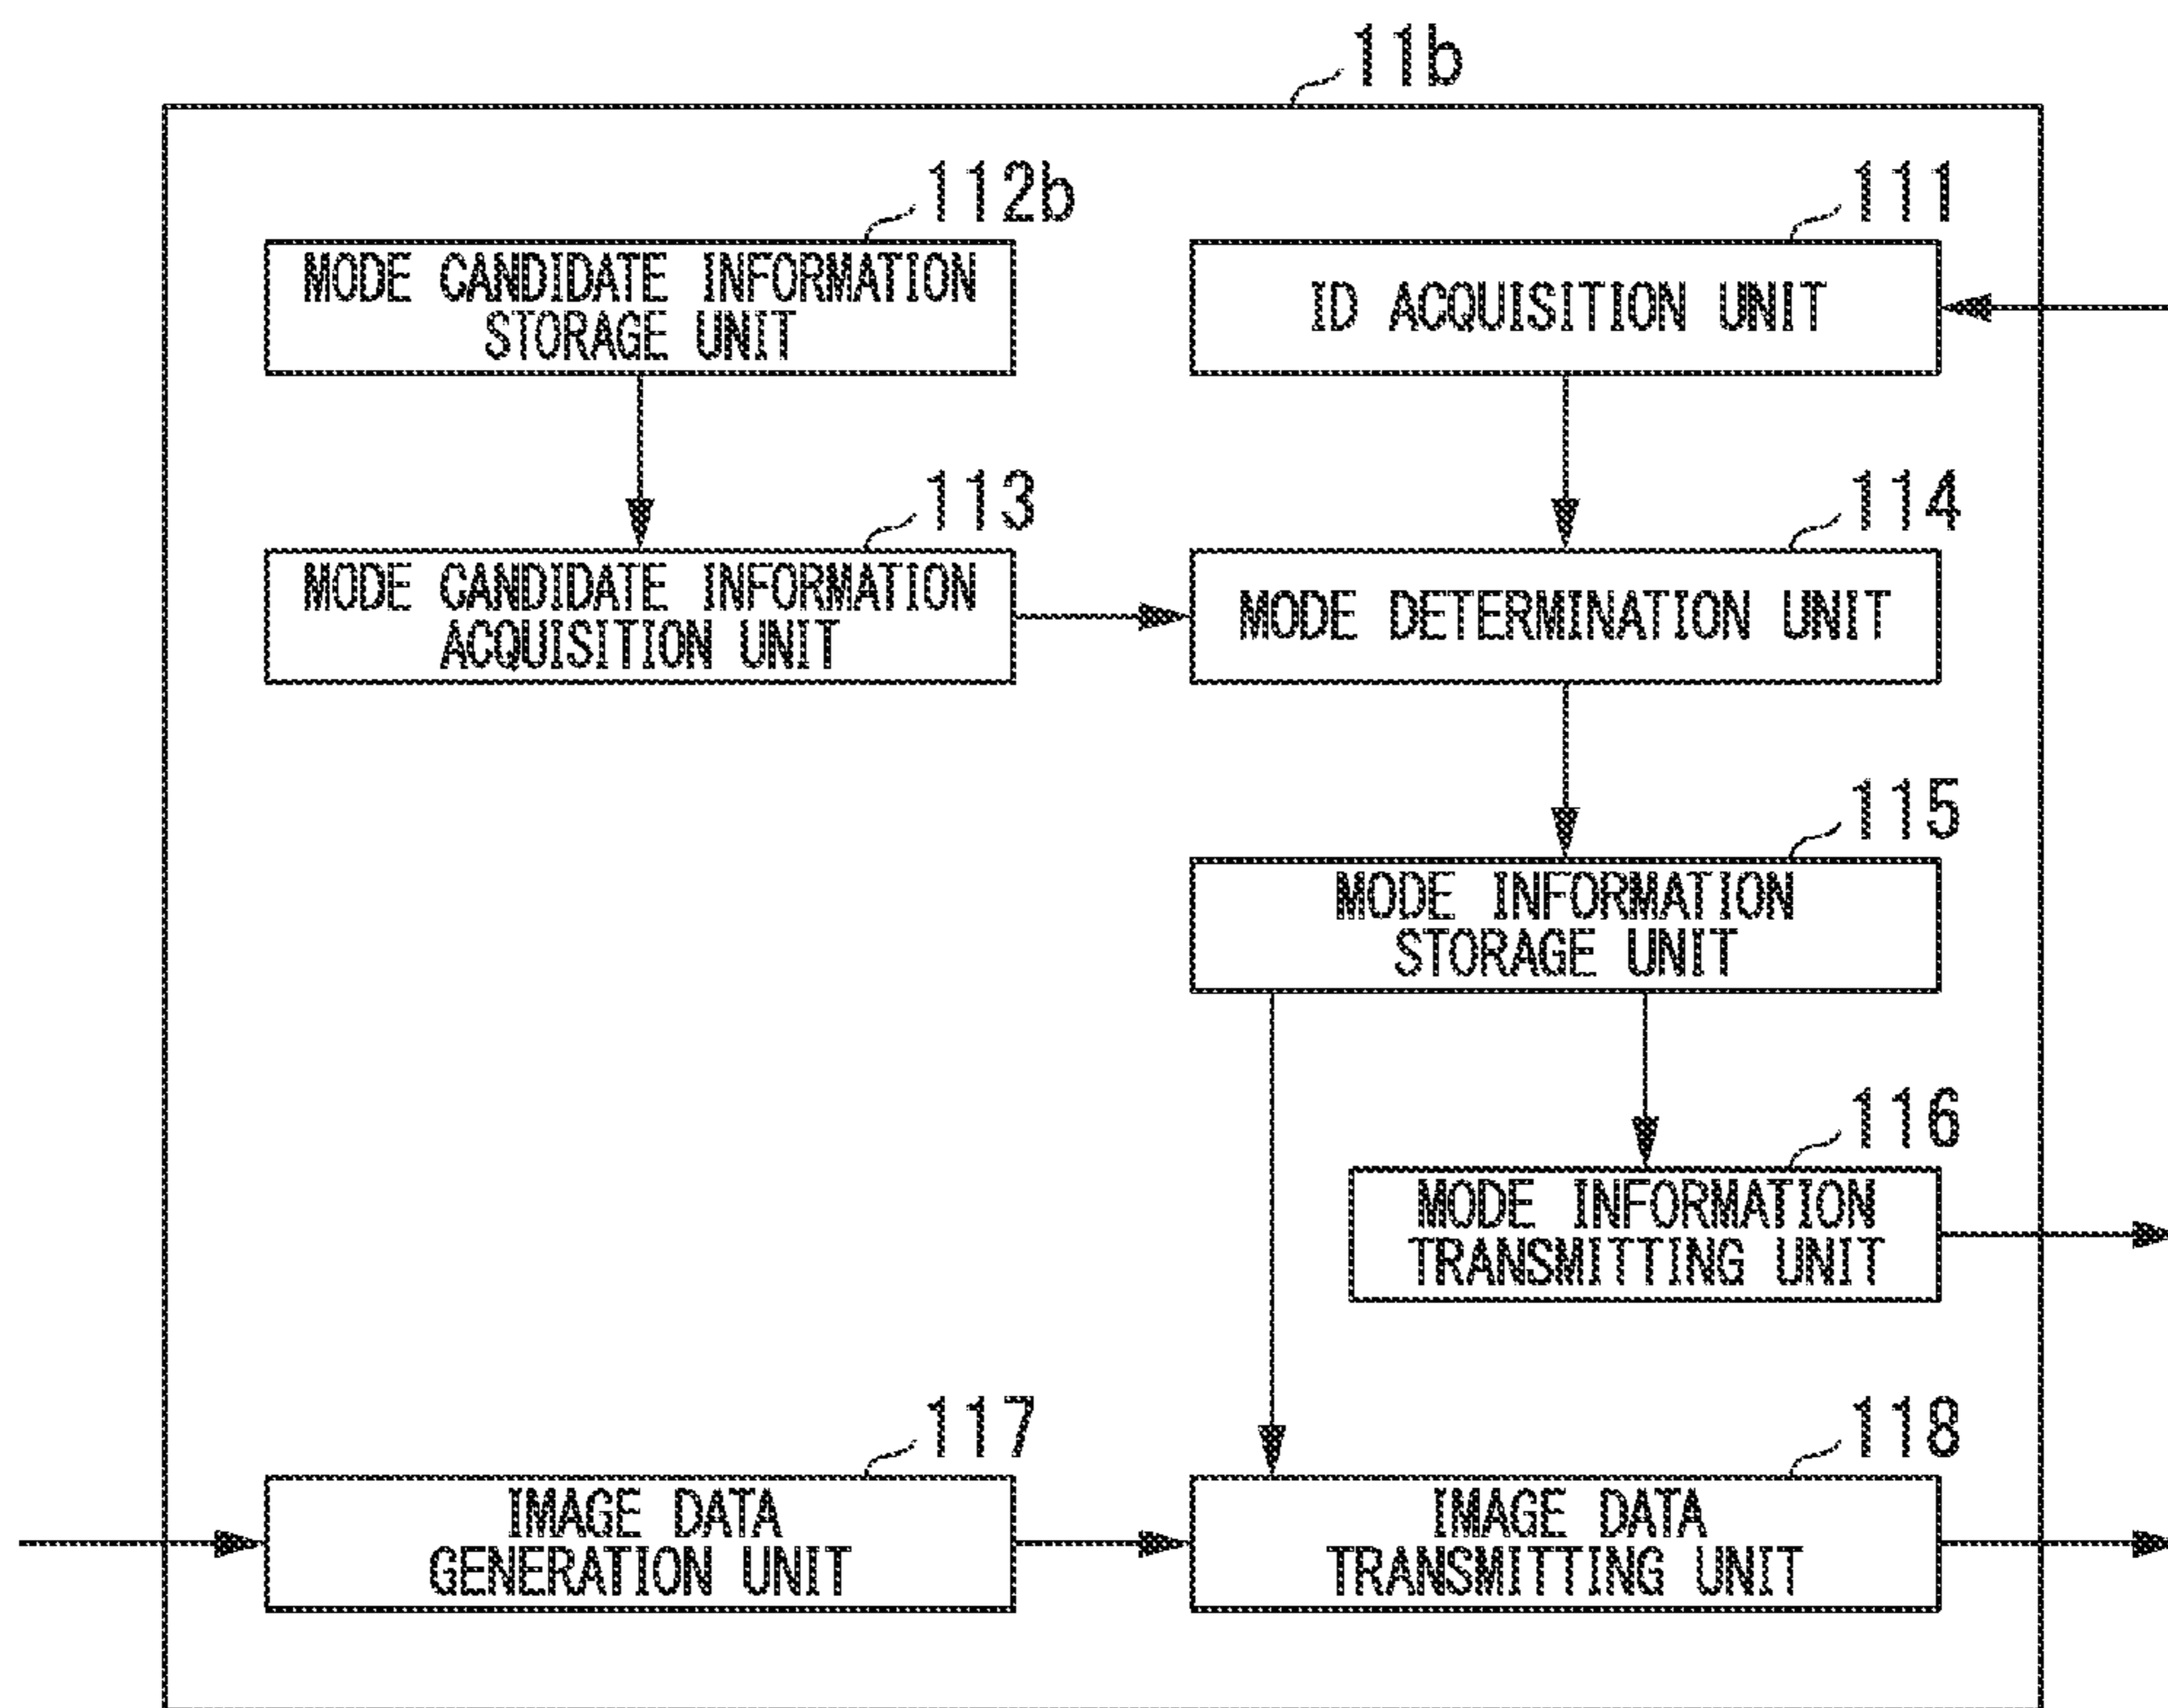 11b
112b
111
MODE CANDIDATE INFORMATION
STORAGE UNIT
ID ACQUISITION UNIT
113
114
MODE CANDIDATE INFORMATION
ACQUISITION UNIT
MODE DETERMINATION UNIT
115
MODE INFORMATION
STORAGE UNIT
116
MODE INFORMATION
TRANSMITTING UNIT
117
118
IMAGE DATA
GENERATION UNIT
IMAGE DATA
TRANSMITTING UNIT